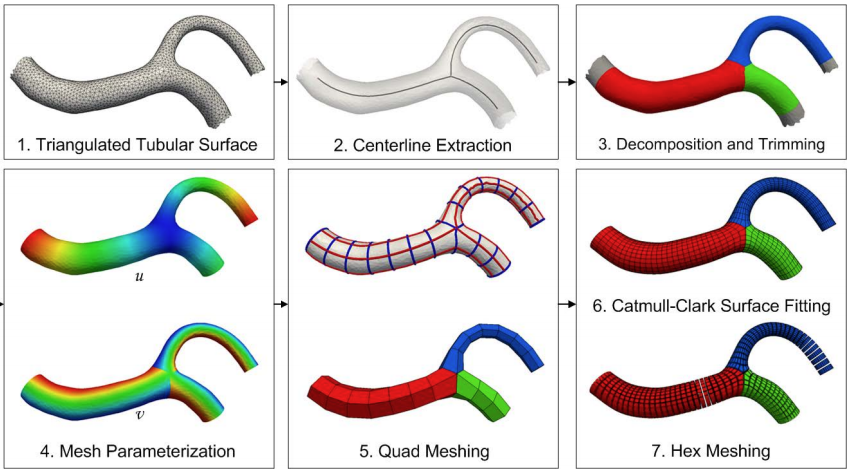 1. Triangulated Tubular Surface
2. Centerline Extraction
3. Decomposition and Trimming
u
v
4. Mesh Parameterization
5. Quad Meshing
6. Catmull-Clark Surface Fitting
7. Hex Meshing